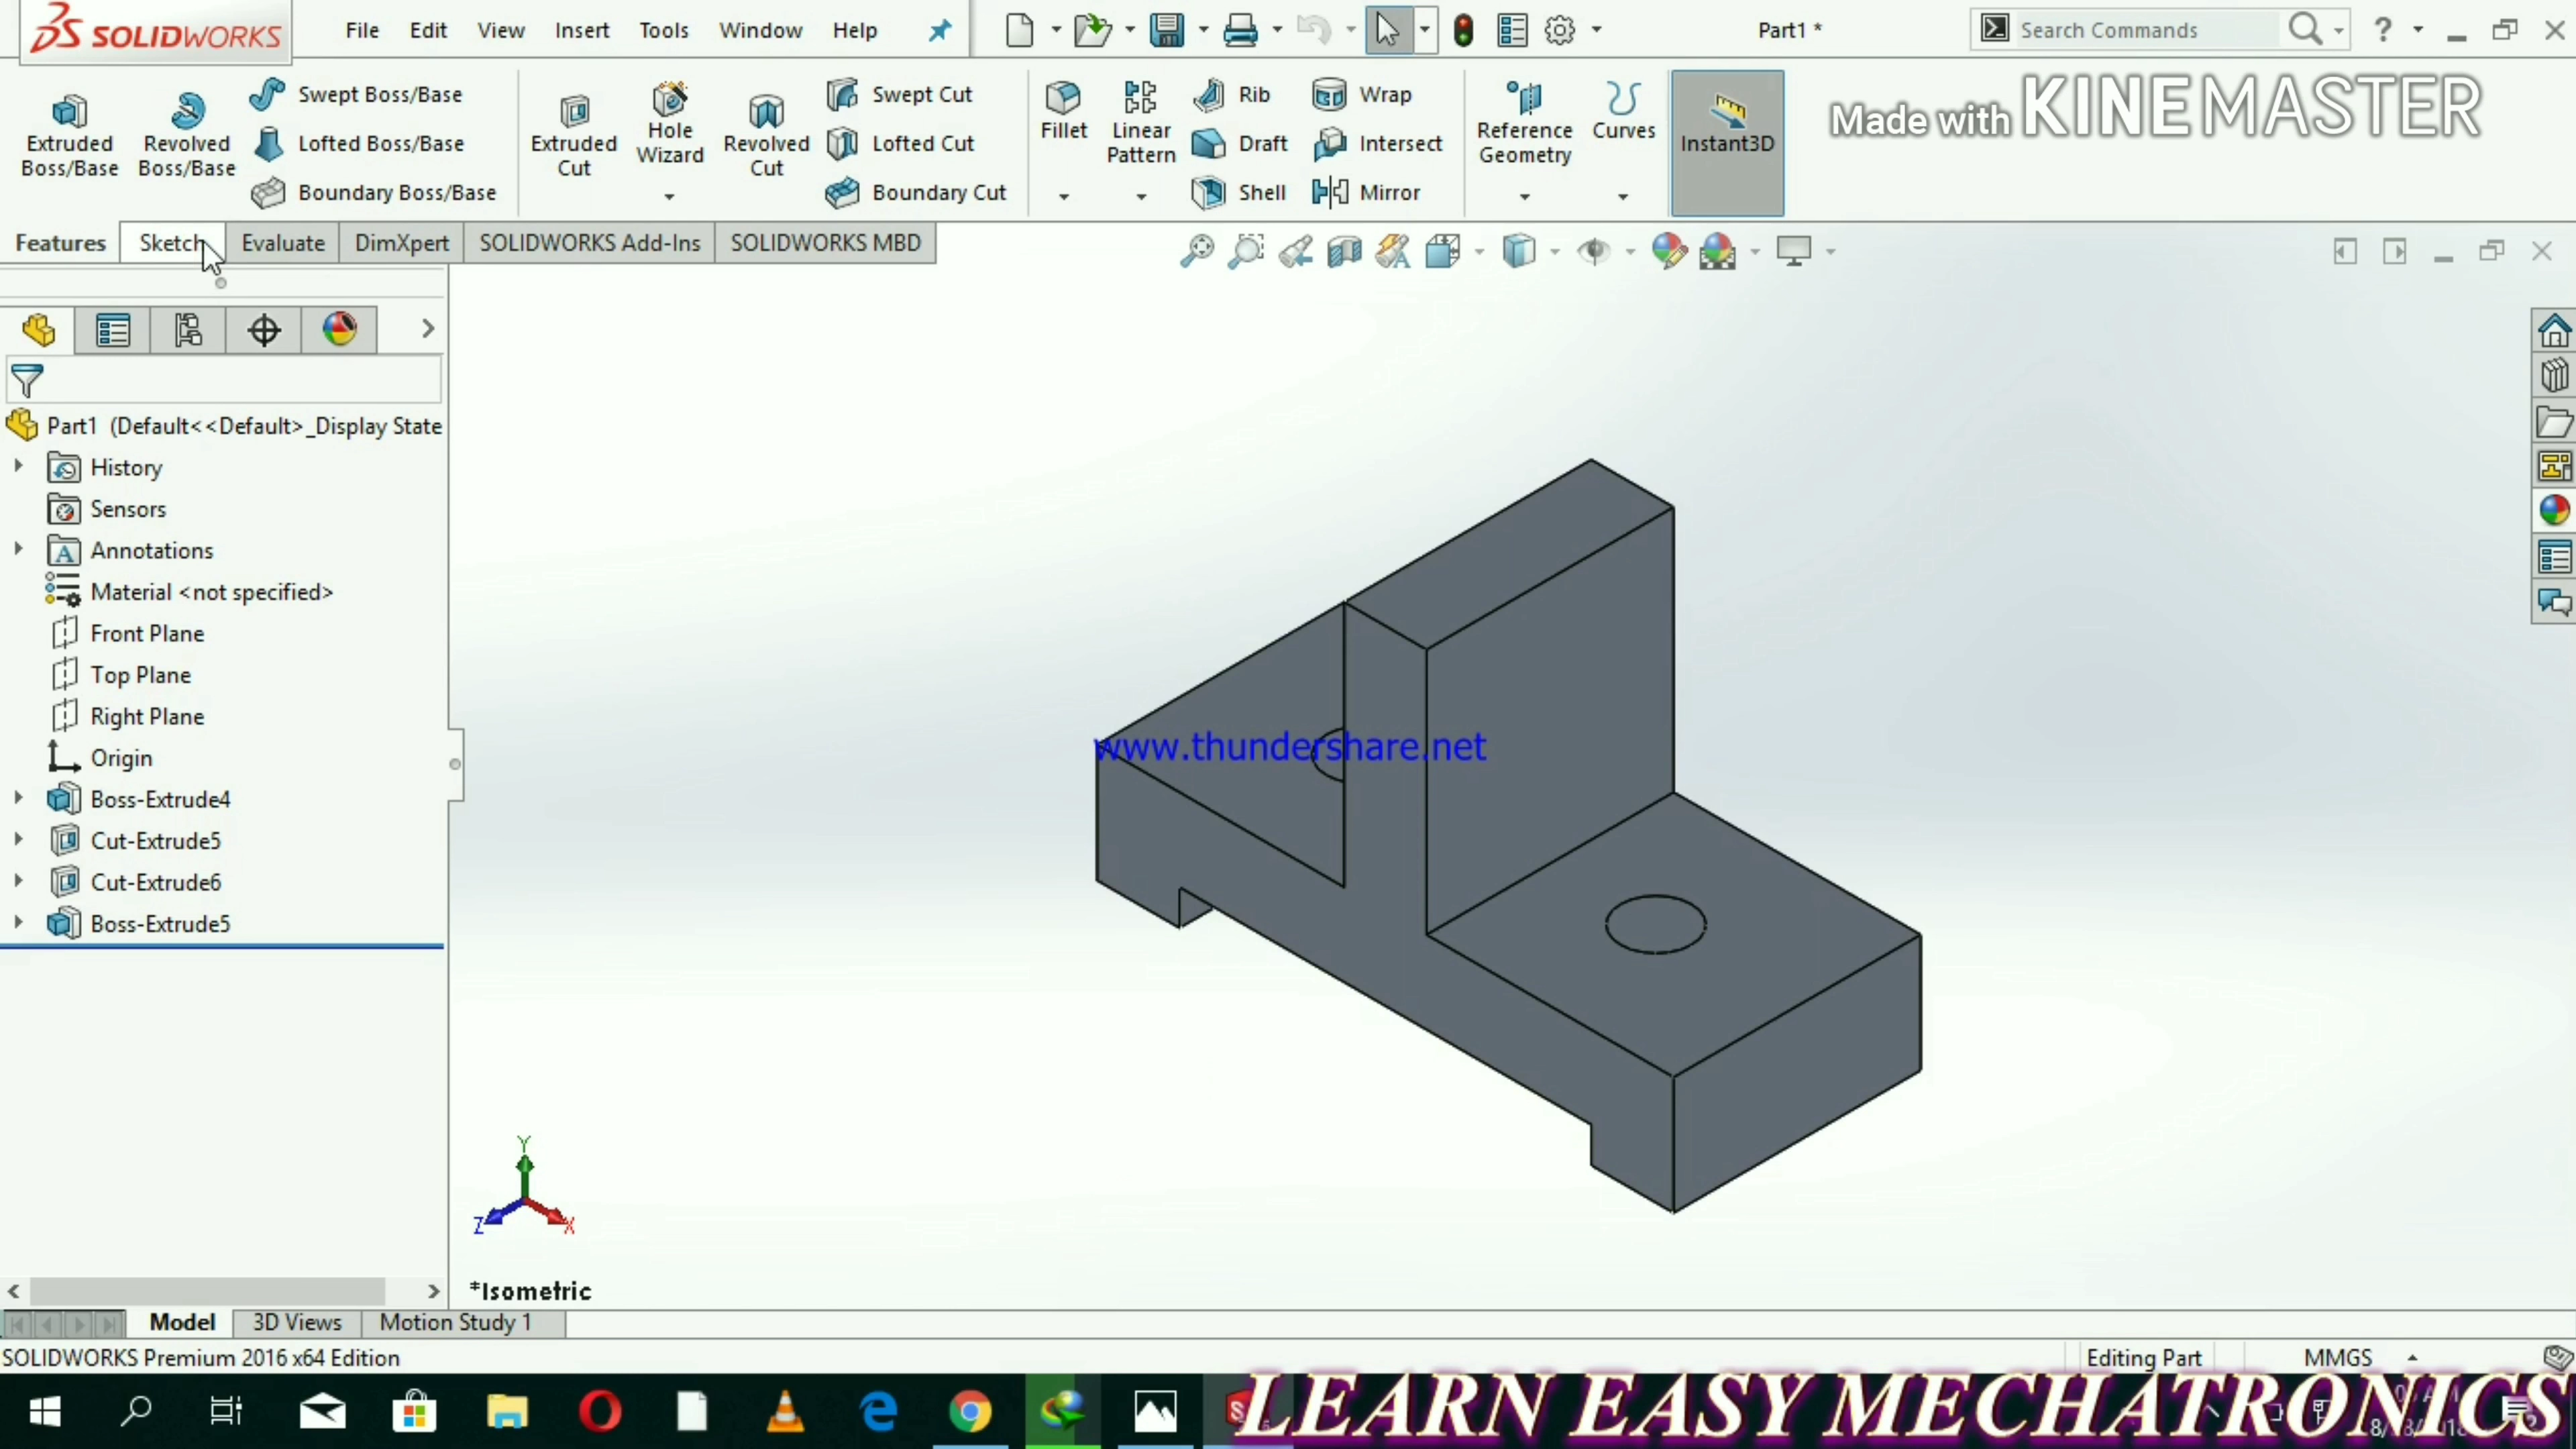 SOLIDWORKS
File Edit View Insert Tools Window Help
Part1 *
Search Commands
Made with KINEMASTER
Extruded Boss/Base
Revolved Boss/Base
Swept Boss/Base
Lofted Boss/Base
Boundary Boss/Base
Extruded Cut
Hole Wizard
Revolved Cut
Swept Cut
Lofted Cut
Boundary Cut
Fillet
Linear Pattern
Rib
Draft
Shell
Wrap
Intersect
Mirror
Reference Geometry
Curves
Instant3D
Features Sketch Evaluate DimXpert SOLIDWORKS Add-Ins SOLIDWORKS MBD
Part1 (Default<<Default>_Display State
History
Sensors
Annotations
Material <not specified>
Front Plane
Top Plane
Right Plane
Origin
Boss-Extrude4
Cut-Extrude5
Cut-Extrude6
Boss-Extrude5
www.thundershare.net
Y
Z
X
*Isometric
Model 3D Views Motion Study 1
SOLIDWORKS Premium 2016 x64 Edition
Editing Part
MMGS
LEARN EASY MECHATRONICS